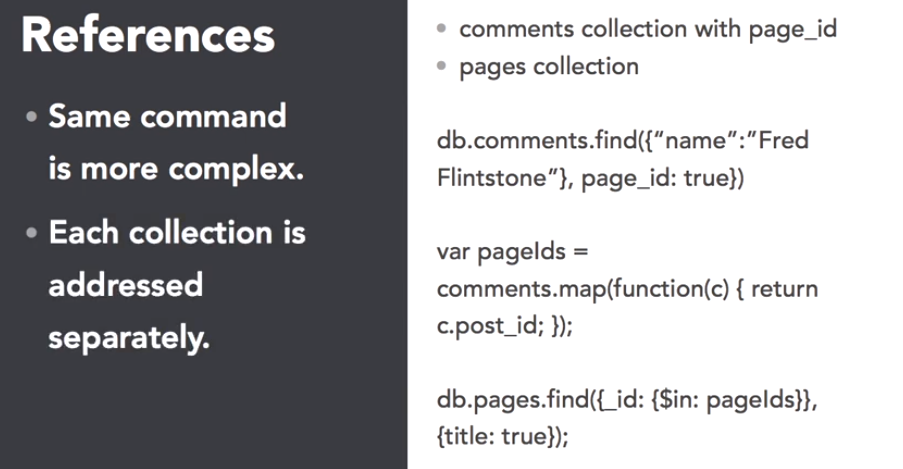 References
• Same command
is more complex.
• Each collection is
addressed
separately.
• comments collection with page_id
• pages collection
db.comments.find({”name”:”Fred
Flintstone”}, page_id: true})
var pageIds =
comments.map(function(c) { return
c.post_id; });
db.pages.find({_id: {$in: pageIds}},
{title: true});